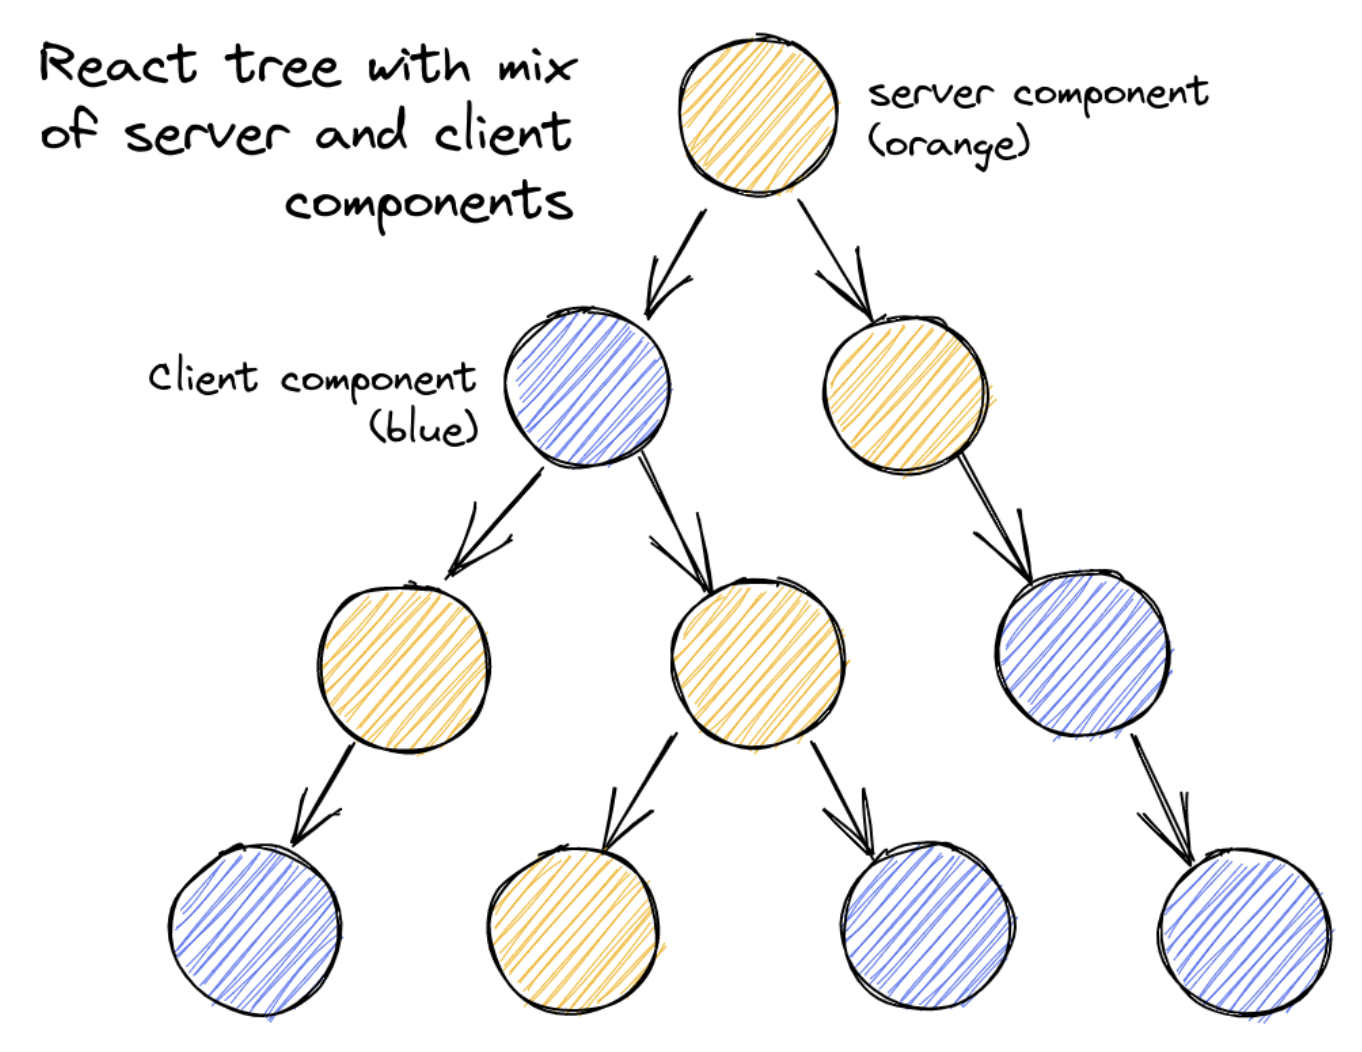 React tree with mix
of server and client
components
server component
(orange)
Client component
(blue)